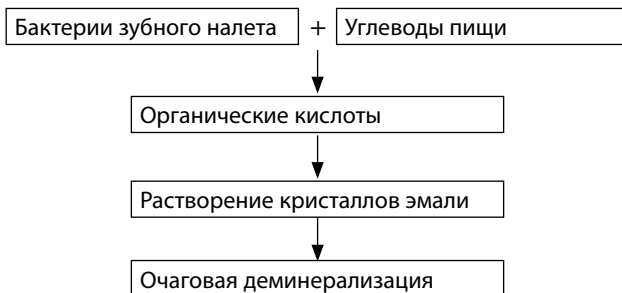 Бактерии зубного налета + Углеводы пищи
Органические кислоты
Растворение кристаллов эмали
Очаговая деминерализация